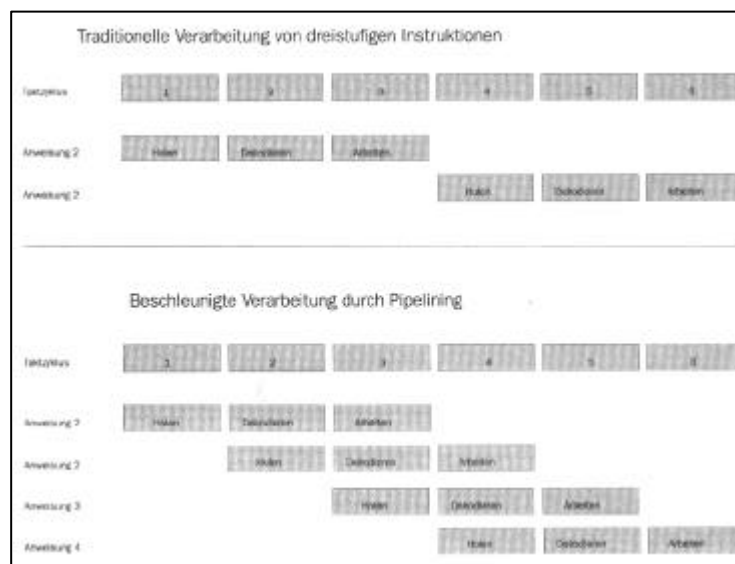 Traditionelle Verarbeitung von dreistufigen Instruktionen
Taktzyklus 1 2 3 4 5 6
Anweisung 2 Holen Dekodieren Arbeiten
Anweisung 2 Holen Dekodieren Arbeiten
Beschleunigte Verarbeitung durch Pipelining
Taktzyklus 1 2 3 4 5 6
Anweisung 2 Holen Dekodieren Arbeiten
Anweisung 2 Holen Dekodieren Arbeiten
Anweisung 3 Holen Dekodieren Arbeiten
Anweisung 4 Holen Dekodieren Arbeiten